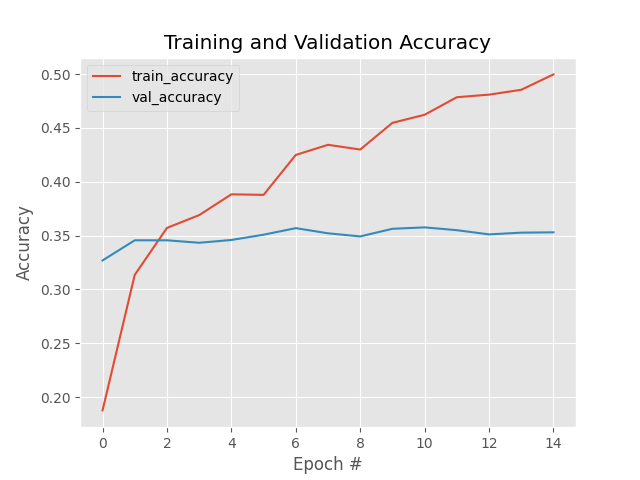 Training and Validation Accuracy
train_accuracy
val_accuracy
0.50
0.45
0.40
0.35
0.30
0.25
0.20
Accuracy
0 2 4 6 8 10 12 14
Epoch #